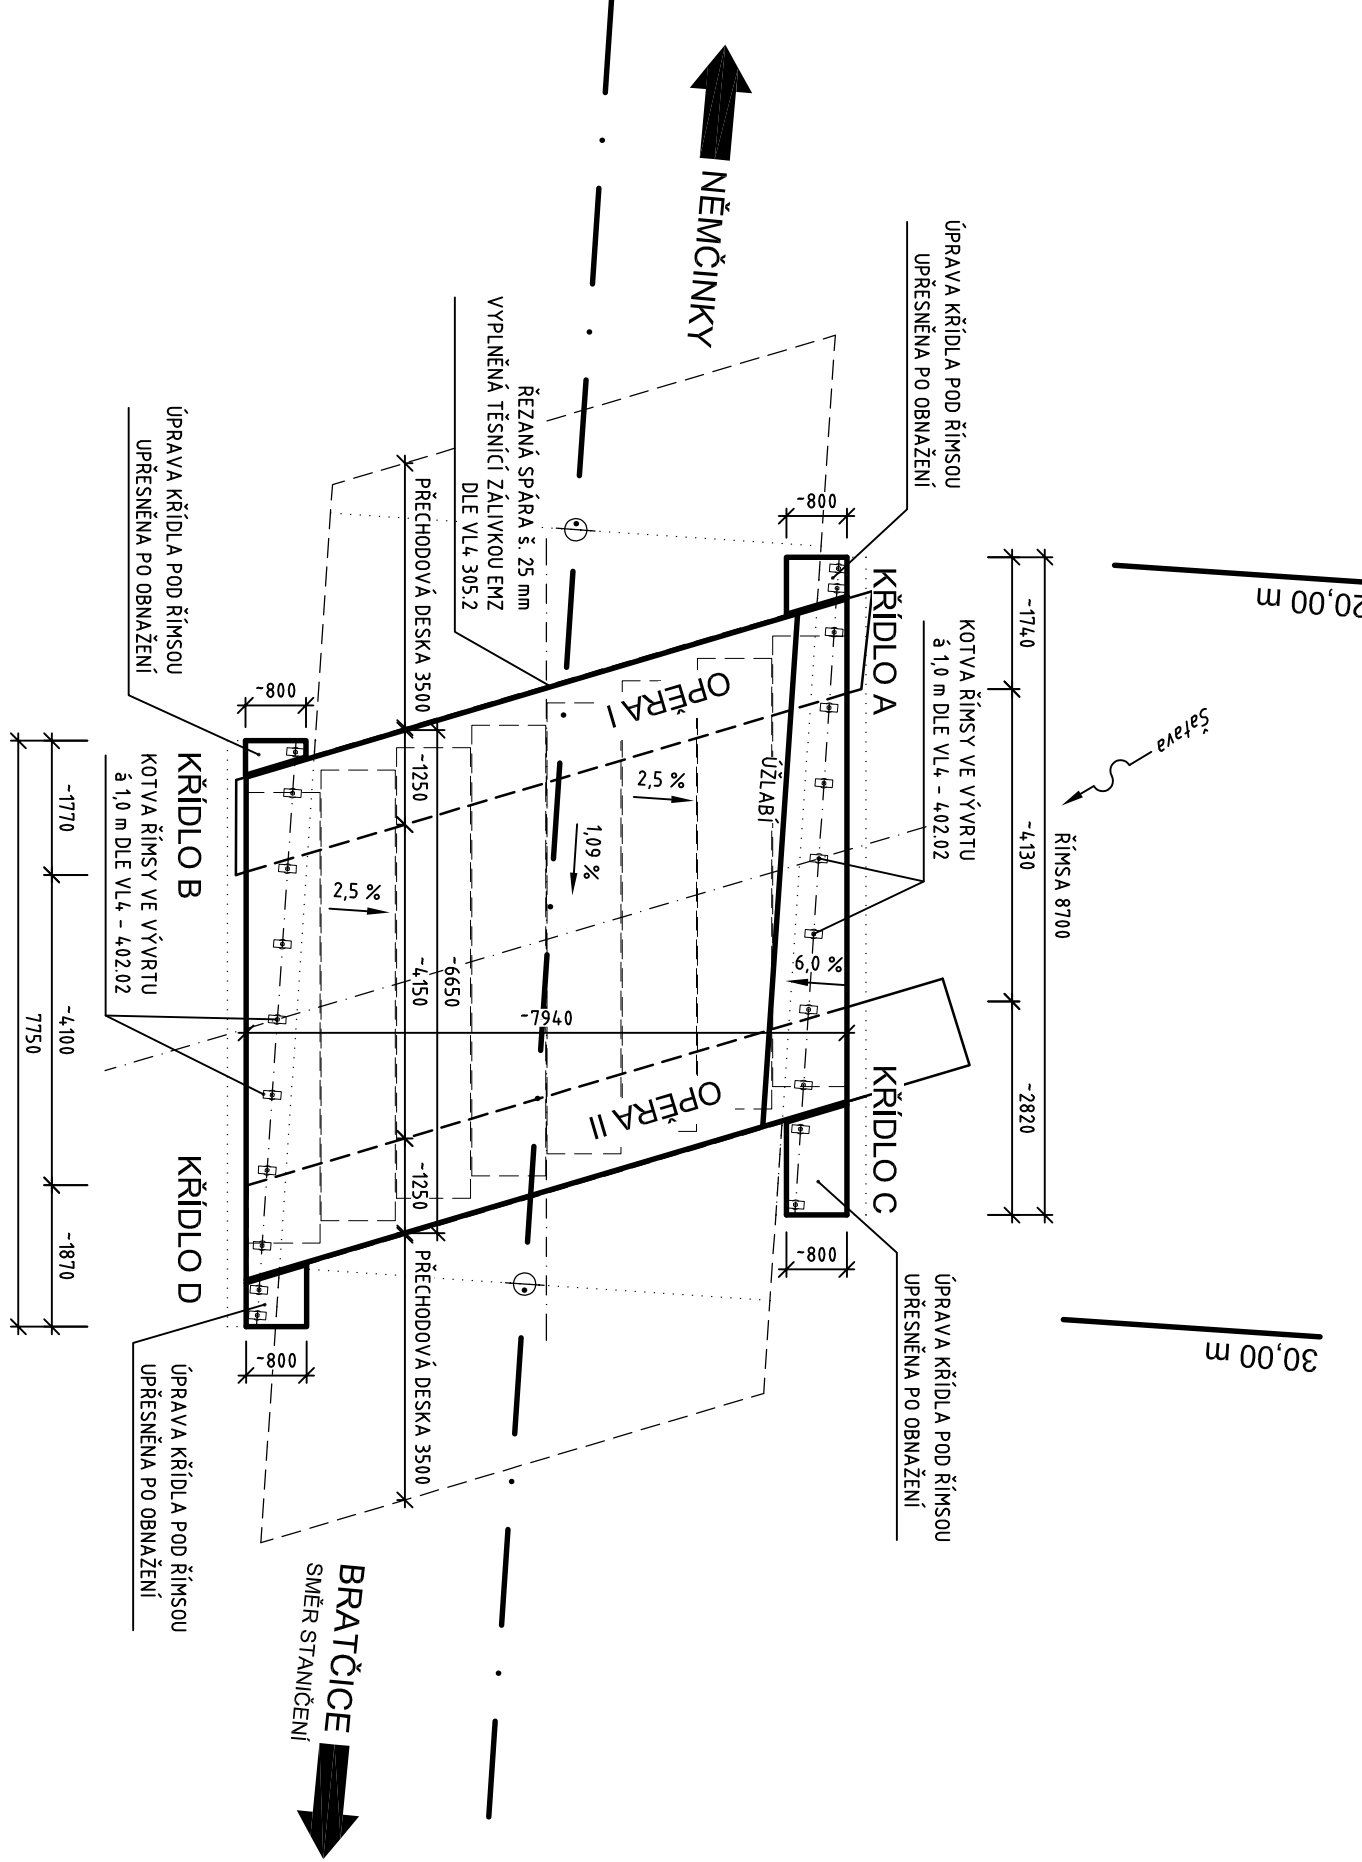 NĚMČINKY
ÚPRAVA KŘÍDLA POD ŘÍMSOU
UPŘESNĚNA PO OBNAŽENÍ
ŘEZANÁ SPÁRA š. 25 mm
VYPLNĚNÁ TĚSNÍCÍ ZÁLIVKOU EMZ
DLE VL4 305.2
ÚPRAVA KŘÍDLA POD ŘÍMSOU
UPŘESNĚNA PO OBNAŽENÍ
~800
~800
20,00 m
Šatava
30,00 m
ŘÍMSA 8700
~1740
~4130
~2820
KŘÍDLO A
KOTVA ŘÍMSY VE VÝVRTU
á 1,0 m DLE VL4 - 402.02
PŘECHODOVÁ DESKA 3500
OPĚRA I
ÚŽLABÍ
2,5 %
1,09 %
2,5 %
6,0 %
~1250
~4150
~6650
~1250
~7940
OPĚRA II
KŘÍDLO C
KŘÍDLO B
KOTVA ŘÍMSY VE VÝVRTU
á 1,0 m DLE VL4 - 402.02
KŘÍDLO D
~1770
~4100
~1870
7750
~800
~800
PŘECHODOVÁ DESKA 3500
ÚPRAVA KŘÍDLA POD ŘÍMSOU
UPŘESNĚNA PO OBNAŽENÍ
ÚPRAVA KŘÍDLA POD ŘÍMSOU
UPŘESNĚNA PO OBNAŽENÍ
BRATČICE
SMĚR STANIČENÍ